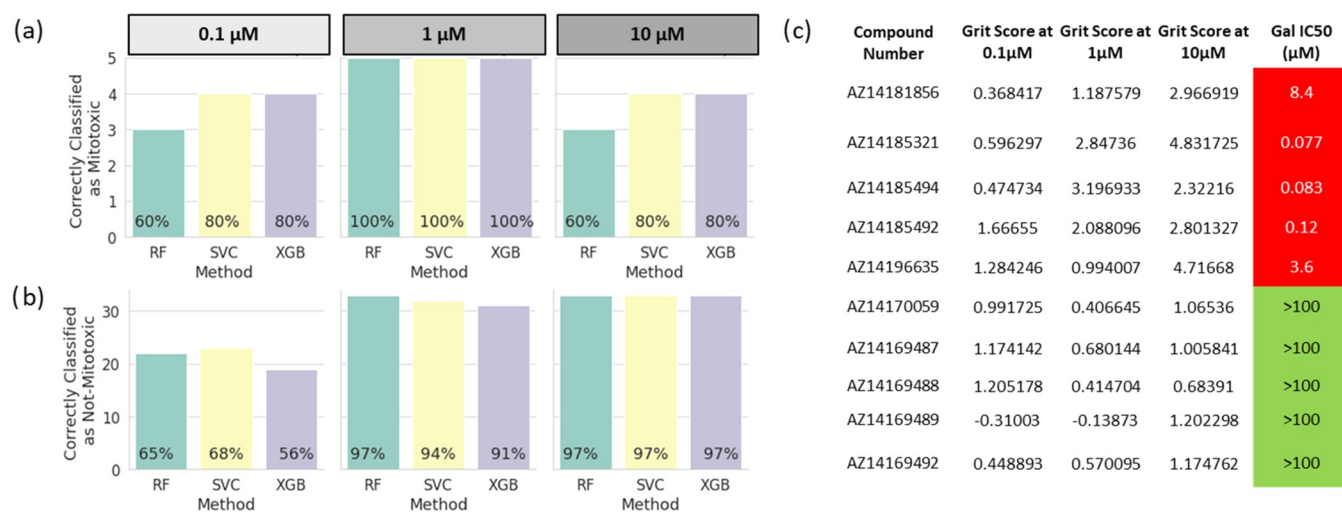 (a)
0.1 µM
1 µM
10 µM
Correctly Classified
as Mitotoxic
5
4
3
2
1
0
60%
80%
80%
100%
100%
100%
60%
80%
80%
RF
SVC
XGB
RF
SVC
XGB
RF
SVC
XGB
Method
Method
Method
(b)
Correctly Classified
as Not-Mitotoxic
30
20
10
0
65%
68%
56%
97%
94%
91%
97%
97%
97%
RF
SVC
XGB
RF
SVC
XGB
RF
SVC
XGB
Method
Method
Method
(c)
Compound Grit Score at Grit Score at Grit Score at Gal IC50
Number 0.1µM 1µM 10µM (µM)
AZ14181856 0.368417 1.187579 2.966919 8.4
AZ14185321 0.596297 2.84736 4.831725 0.077
AZ14185494 0.474734 3.196933 2.32216 0.083
AZ14185492 1.66655 2.088096 2.801327 0.12
AZ14196635 1.284246 0.994007 4.71668 3.6
AZ14170059 0.991725 0.406645 1.06536 >100
AZ14169487 1.174142 0.680144 1.005841 >100
AZ14169488 1.205178 0.414704 0.68391 >100
AZ14169489 -0.31003 -0.13873 1.202298 >100
AZ14169492 0.448893 0.570095 1.174762 >100